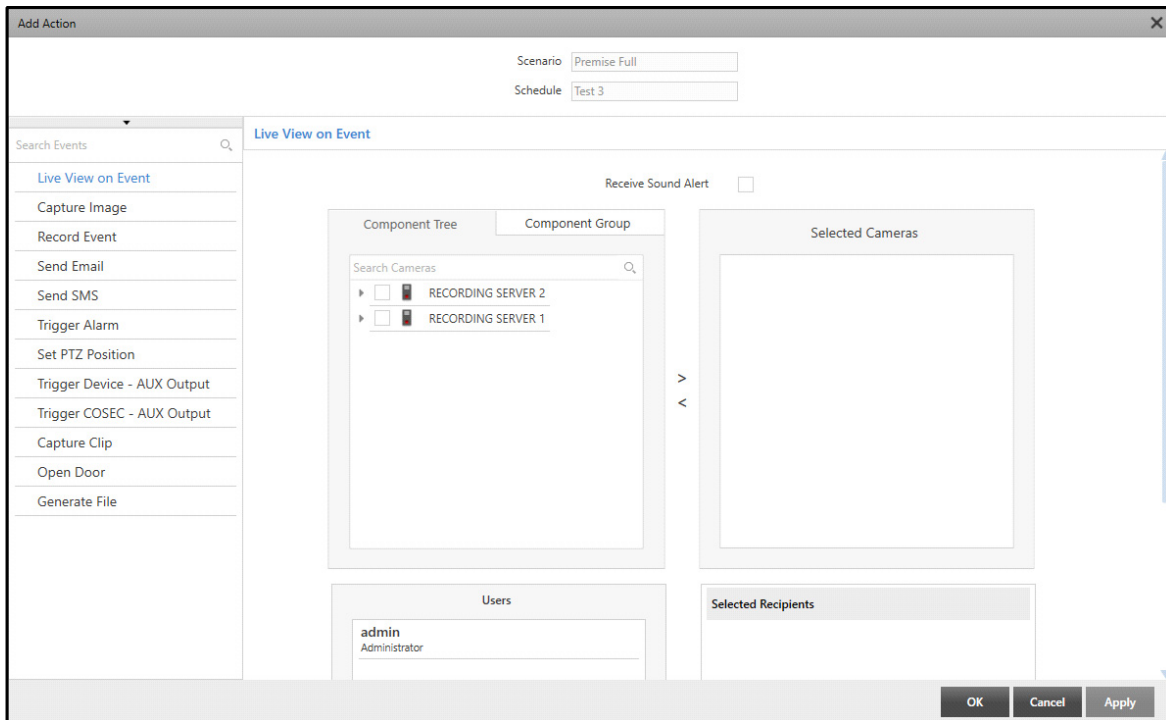 Add Action
Scenario Premise Full
Schedule Test 3
Search Events
Live View on Event
Capture Image
Record Event
Send Email
Send SMS
Trigger Alarm
Set PTZ Position
Trigger Device - AUX Output
Trigger COSEC - AUX Output
Capture Clip
Open Door
Generate File
Live View on Event
Receive Sound Alert
Component Tree
Component Group
Search Cameras
RECORDING SERVER 2
RECORDING SERVER 1
>
<
Selected Cameras
Users
admin
Administrator
Selected Recipients
OK
Cancel
Apply